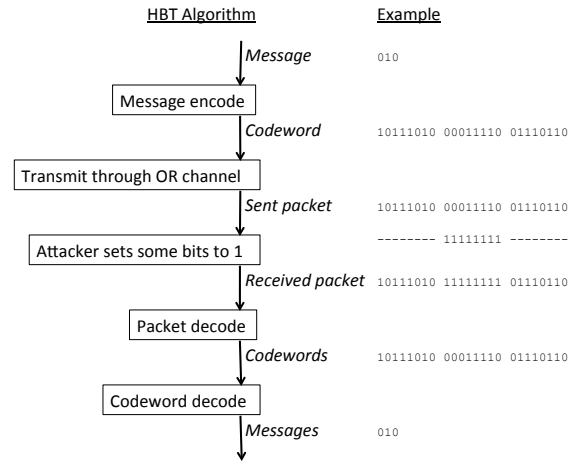 HBT Algorithm Example
Message 010
Message encode
Codeword 10111010 00011110 01110110
Transmit through OR channel
Sent packet 10111010 00011110 01110110
Attacker sets some bits to 1 -------- 11111111 --------
Received packet 10111010 11111111 01110110
Packet decode
Codewords 10111010 00011110 01110110
Codeword decode
Messages 010